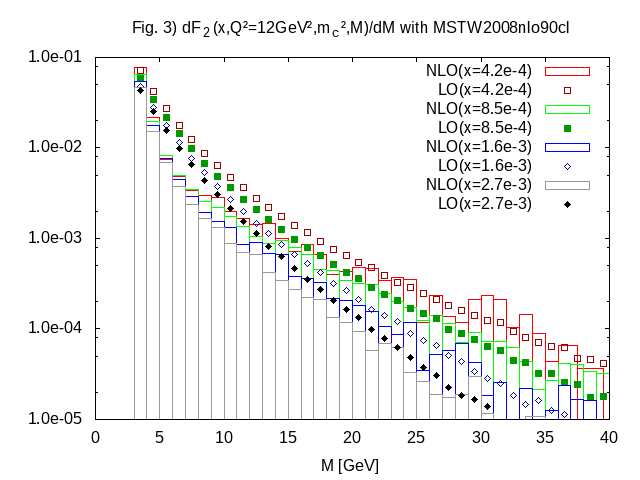 Fig. 3) dF₂(x,Q²=12GeV²,m_c²,M)/dM with MSTW2008nlo90cl
1.0e-01
NLO(x=4.2e-4)
LO(x=4.2e-4)
NLO(x=8.5e-4)
LO(x=8.5e-4)
1.0e-02
NLO(x=1.6e-3)
LO(x=1.6e-3)
NLO(x=2.7e-3)
LO(x=2.7e-3)
1.0e-03
1.0e-04
1.0e-05
0 5 10 15 20 25 30 35 40
M [GeV]